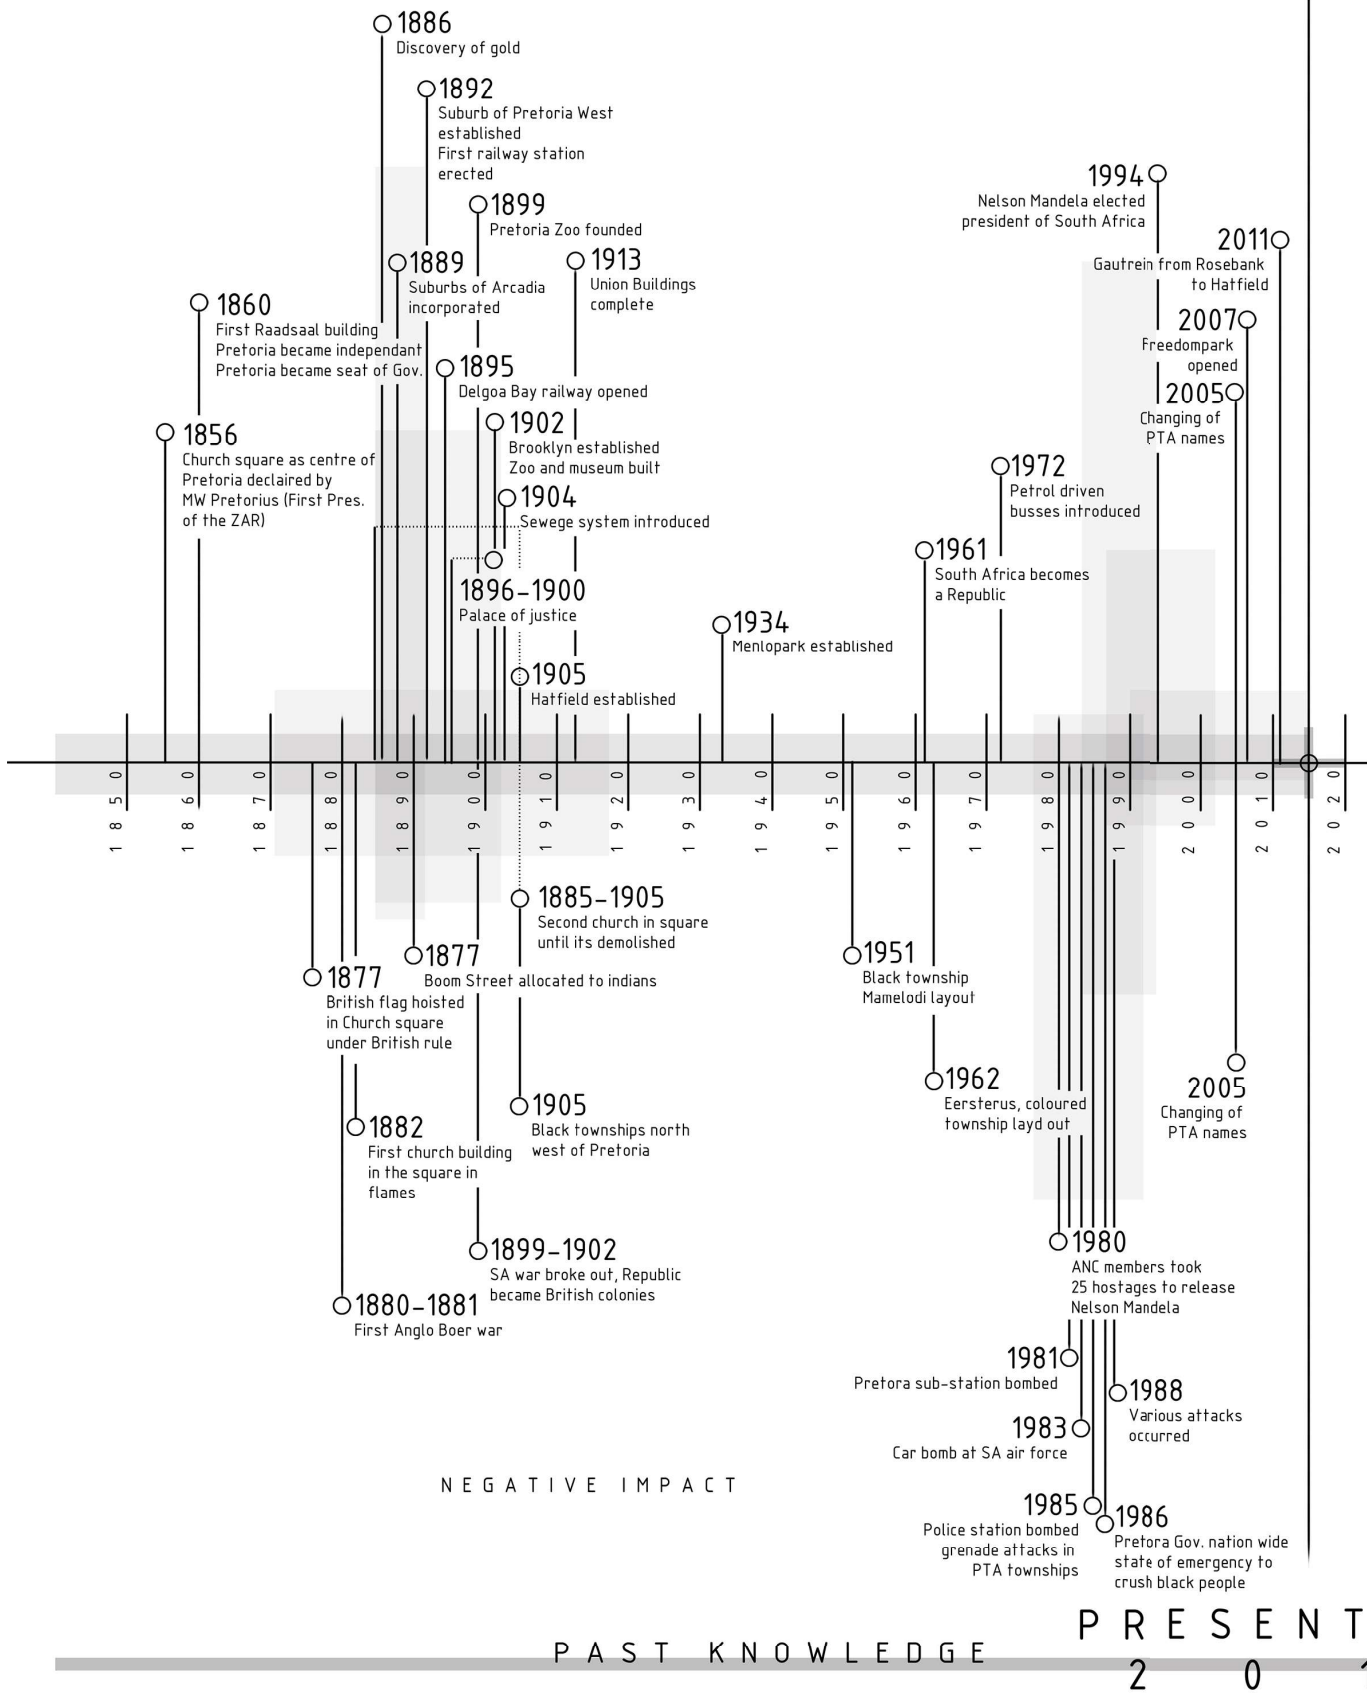 1886
Discovery of gold
1892
Suburb of Pretoria West
established
First railway station
erected
1899
Pretoria Zoo founded
1889
Suburbs of Arcadia
incorporated
1913
Union Buildings
complete
1860
First Raadsaal building
Pretoria became independant
Pretoria became seat of Gov.
1895
Delgoa Bay railway opened
1856
Church square as centre of
Pretoria declaired by
MW Pretorius (First Pres.
of the ZAR)
1902
Brooklyn established
Zoo and museum built
1904
Sewege system introduced
1896-1900
Palace of justice
1905
Hatfield established
1934
Menlopark established
1961
South Africa becomes
a Republic
1972
Petrol driven
busses introduced
1994
Nelson Mandela elected
president of South Africa
2011
Gautrein from Rosebank
to Hatfield
2007
Freedompark
opened
2005
Changing of
PTA names
1850
1860
1870
1880
1890
1900
1910
1920
1930
1940
1950
1960
1970
1980
1990
2000
2010
2020
1885-1905
Second church in square
until its demolished
1877
Boom Street allocated to indians
1877
British flag hoisted
in Church square
under British rule
1951
Black township
Mamelodi layout
1962
Eersterus, coloured
township layd out
2005
Changing of
PTA names
1905
Black townships north
west of Pretoria
1882
First church building
in the square in
flames
1899-1902
SA war broke out, Republic
became British colonies
1880-1881
First Anglo Boer war
1980
ANC members took
25 hostages to release
Nelson Mandela
1981
Pretora sub-station bombed
1988
Various attacks
occurred
1983
Car bomb at SA air force
NEGATIVE IMPACT
1985
Police station bombed
grenade attacks in
PTA townships
1986
Pretora Gov. nation wide
state of emergency to
crush black people
PRESENT
PAST KNOWLEDGE
2 0